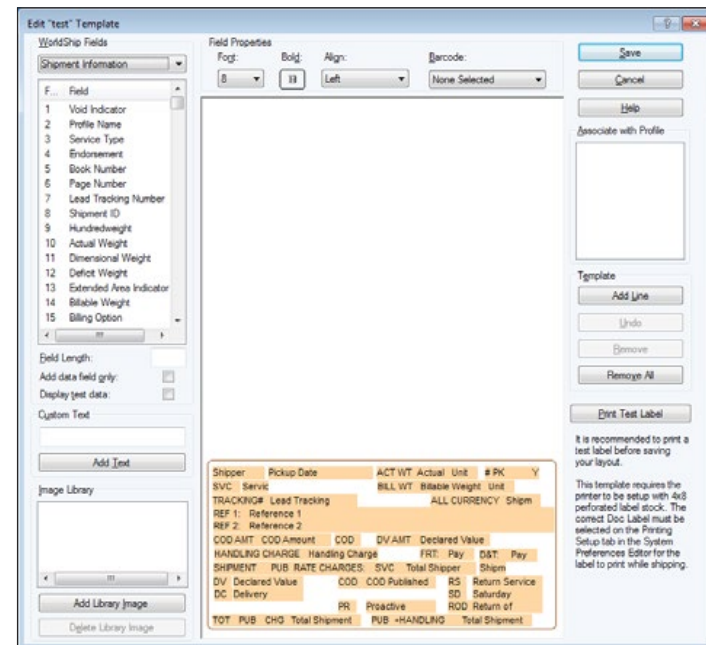 Edit "test" Template
WorldShip Fields
Shipment Information
F... Field
1 Void Indicator
2 Profile Name
3 Service Type
4 Endorsement
5 Book Number
6 Page Number
7 Lead Tracking Number
8 Shipment ID
9 Hundredweight
10 Actual Weight
11 Dimensional Weight
12 Deficit Weight
13 Extended Area Indicator
14 Billable Weight
15 Billing Option
Field Length:
Add data field only:
Display test data:
Custom Text
Add Text
Image Library
Add Library Image
Delete Library Image
Field Properties
Font: Bold: Align: Barcode:
8 B Left None Selected
Shipper Pickup Date ACT WT Actual Unit # PK Y
SVC Servic BILL WT Billable Weight Unit
TRACKING# Lead Tracking ALL CURRENCY Shipm
REF 1: Reference 1
REF 2: Reference 2
COD AMT COD Amount COD DV AMT Declared Value
HANDLING CHARGE Handling Charge FRT: Pay D&T: Pay
SHIPMENT PUB RATE CHARGES: SVC Total Shipper Shipm
DV Declared Value COD COD Published RS Return Service
DC Delivery SD Saturday
PR Proactive ROD Return of
TOT PUB CHG Total Shipment PUB +HANDLING Total Shipment
Save
Cancel
Help
Associate with Profile
Template
Add Line
Undo
Remove
Remove All
Print Test Label
It is recommended to print a
test label before saving
your layout.
This template requires the
printer to be setup with 4x8
perforated label stock. The
correct Doc Label must be
selected on the Printing
Setup tab in the System
Preferences Editor for the
label to print while shipping.